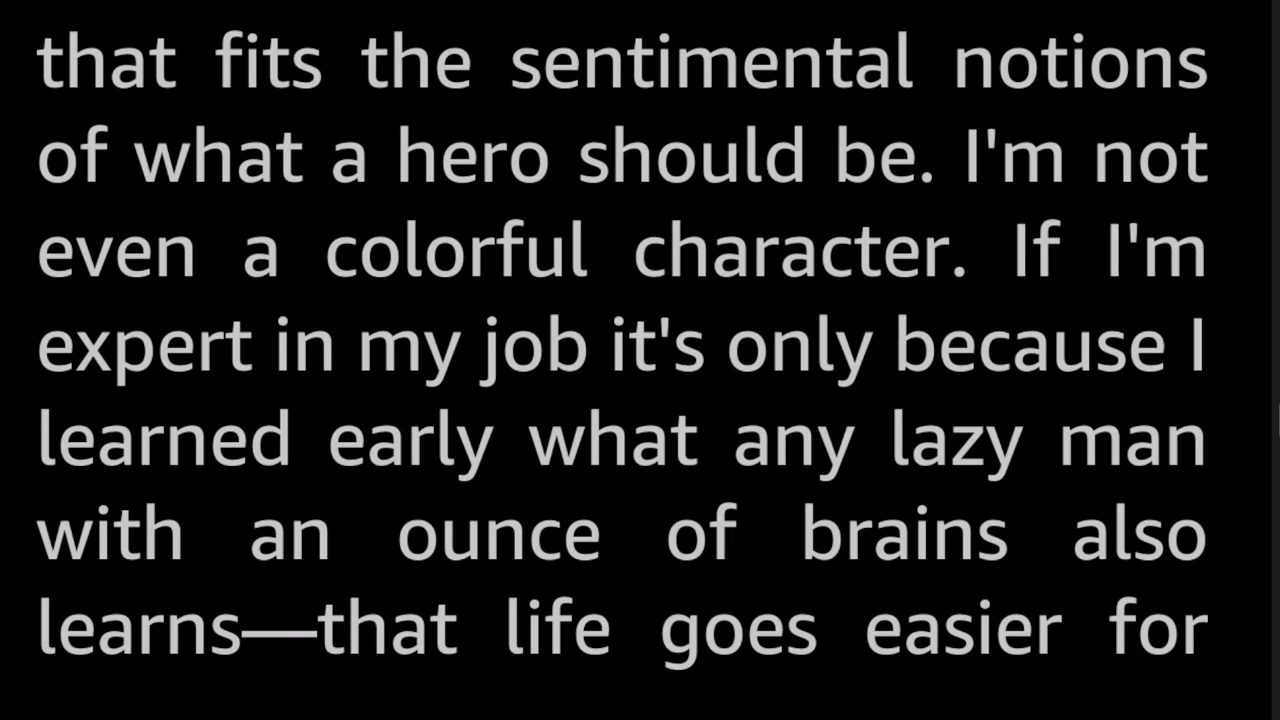 that fits the sentimental notions
of what a hero should be. I'm not
even a colorful character. If I'm
expert in my job it's only because I
learned early what any lazy man
with an ounce of brains also
learns—that life goes easier for